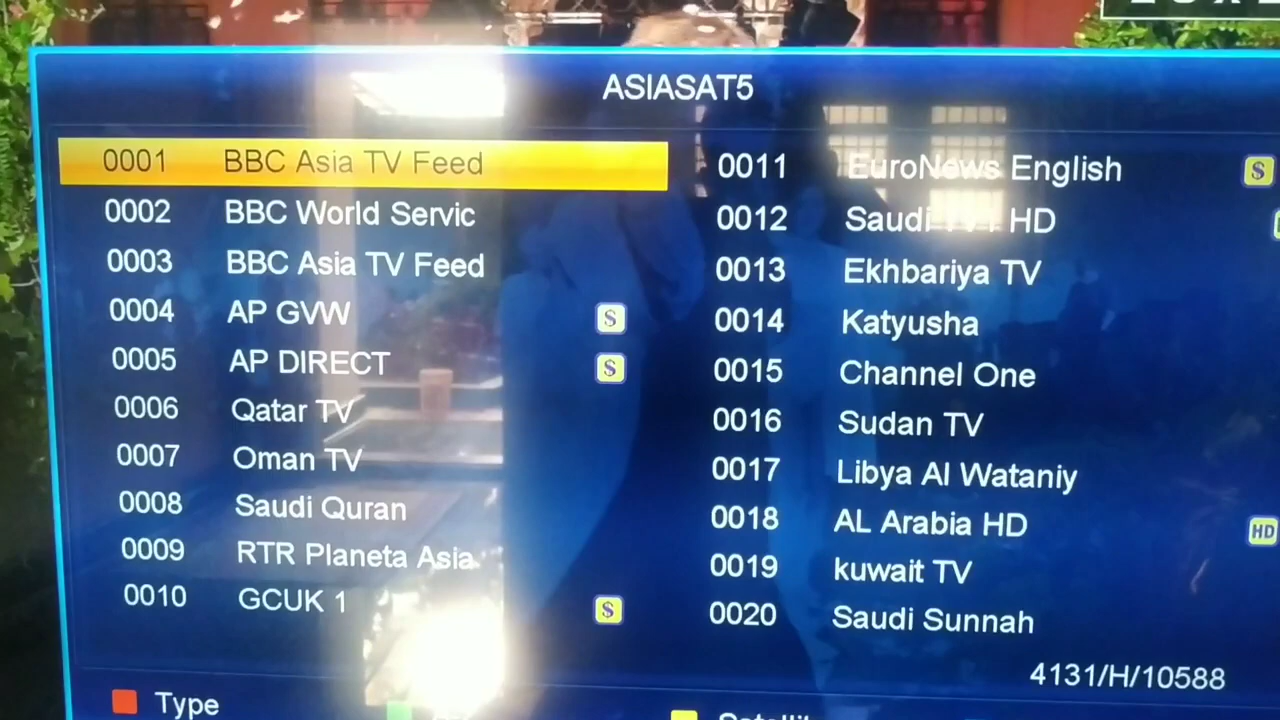 ASIASAT5
0001 BBC Asia TV Feed
0002 BBC World Servic
0003 BBC Asia TV Feed
0004 AP GVW $
0005 AP DIRECT $
0006 Qatar TV
0007 Oman TV
0008 Saudi Quran
0009 RTR Planeta Asia
0010 GCUK 1 $
0011 EuroNews English $
0012 Saudi TV1 HD
0013 Ekhbariya TV
0014 Katyusha
0015 Channel One
0016 Sudan TV
0017 Libya Al Wataniy
0018 AL Arabia HD HD
0019 kuwait TV
0020 Saudi Sunnah
4131/H/10588
Type